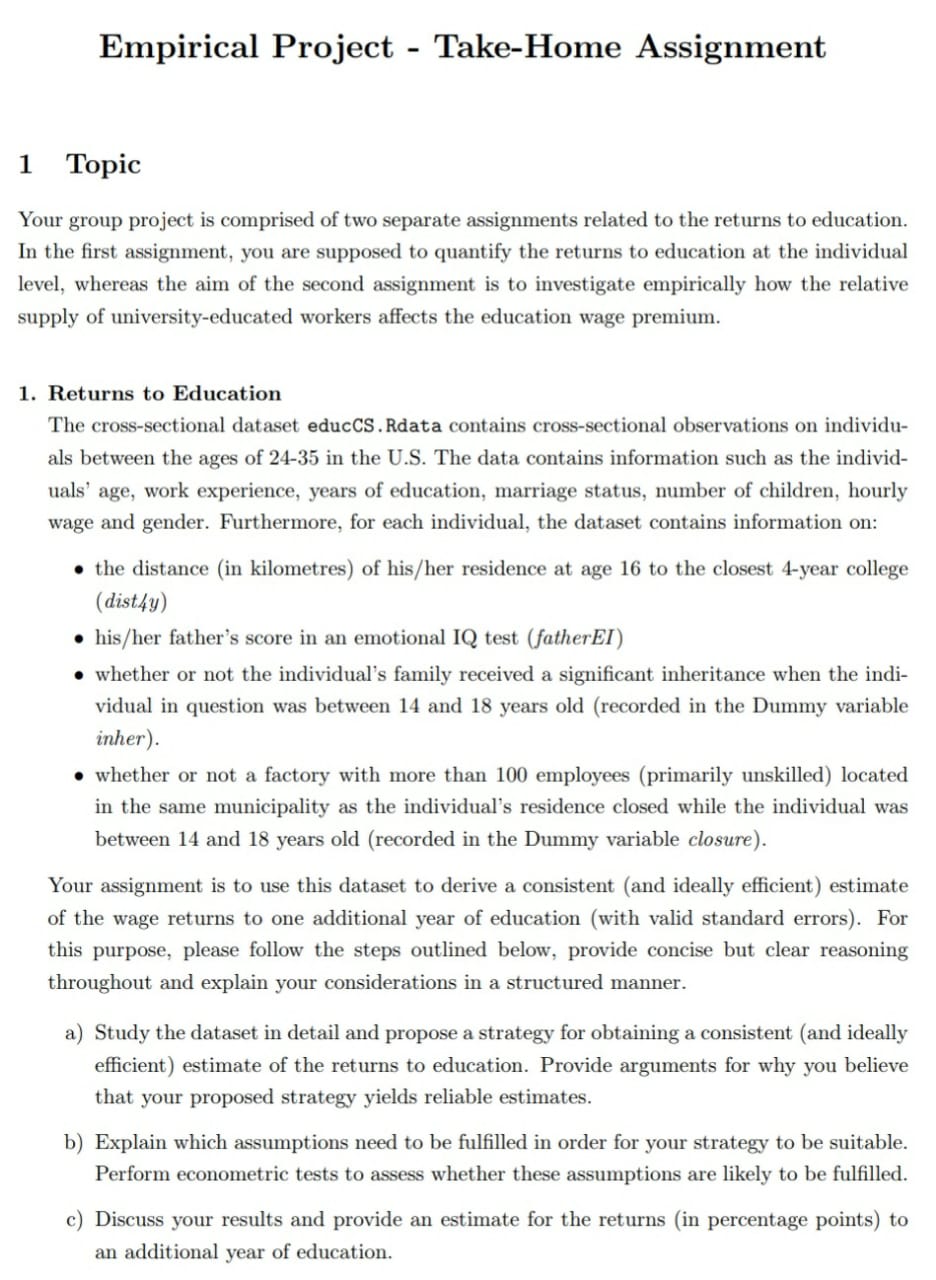 Empirical Project - Take-Home Assignment
1 Topic
Your group project is comprised of two separate assignments related to the returns to education.
In the first assignment, you are supposed to quantify the returns to education at the individual
level, whereas the aim of the second assignment is to investigate empirically how the relative
supply of university-educated workers affects the education wage premium.
1. Returns to Education
The cross-sectional dataset educCS.Rdata contains cross-sectional observations on individu-
als between the ages of 24-35 in the U.S. The data contains information such as the individ-
uals' age, work experience, years of education, marriage status, number of children, hourly
wage and gender. Furthermore, for each individual, the dataset contains information on:
• the distance (in kilometres) of his/her residence at age 16 to the closest 4-year college
(dist4y)
• his/her father's score in an emotional IQ test (fatherEI)
• whether or not the individual's family received a significant inheritance when the indi-
vidual in question was between 14 and 18 years old (recorded in the Dummy variable
inher).
• whether or not a factory with more than 100 employees (primarily unskilled) located
in the same municipality as the individual's residence closed while the individual was
between 14 and 18 years old (recorded in the Dummy variable closure).
Your assignment is to use this dataset to derive a consistent (and ideally efficient) estimate
of the wage returns to one additional year of education (with valid standard errors). For
this purpose, please follow the steps outlined below, provide concise but clear reasoning
throughout and explain your considerations in a structured manner.
a) Study the dataset in detail and propose a strategy for obtaining a consistent (and ideally
efficient) estimate of the returns to education. Provide arguments for why you believe
that your proposed strategy yields reliable estimates.
b) Explain which assumptions need to be fulfilled in order for your strategy to be suitable.
Perform econometric tests to assess whether these assumptions are likely to be fulfilled.
c) Discuss your results and provide an estimate for the returns (in percentage points) to
an additional year of education.